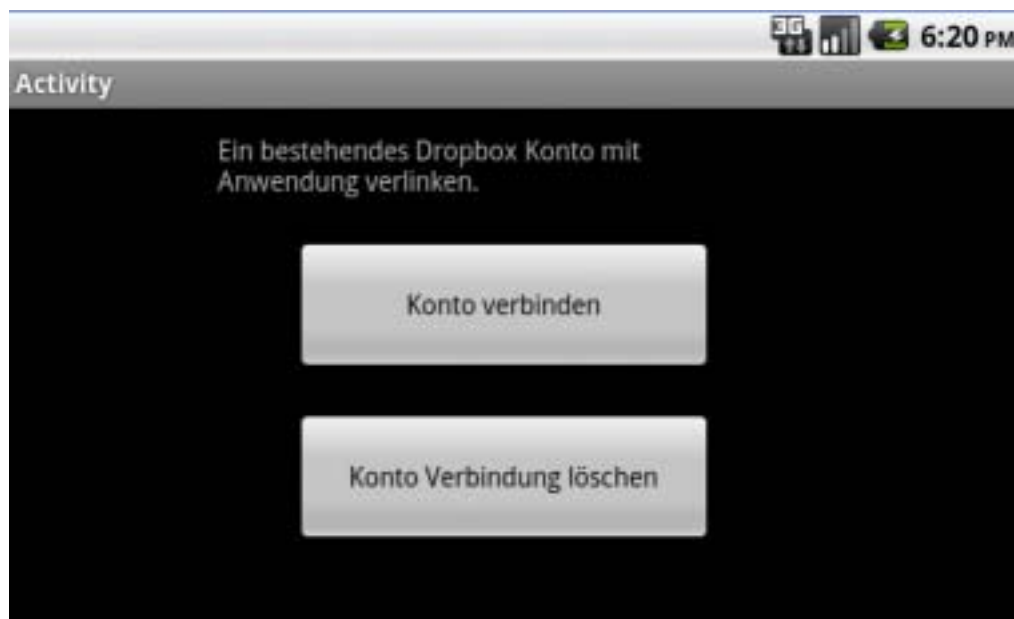 6:20 PM
Activity
Ein bestehendes Dropbox Konto mit
Anwendung verlinken.
Konto verbinden
Konto Verbindung löschen